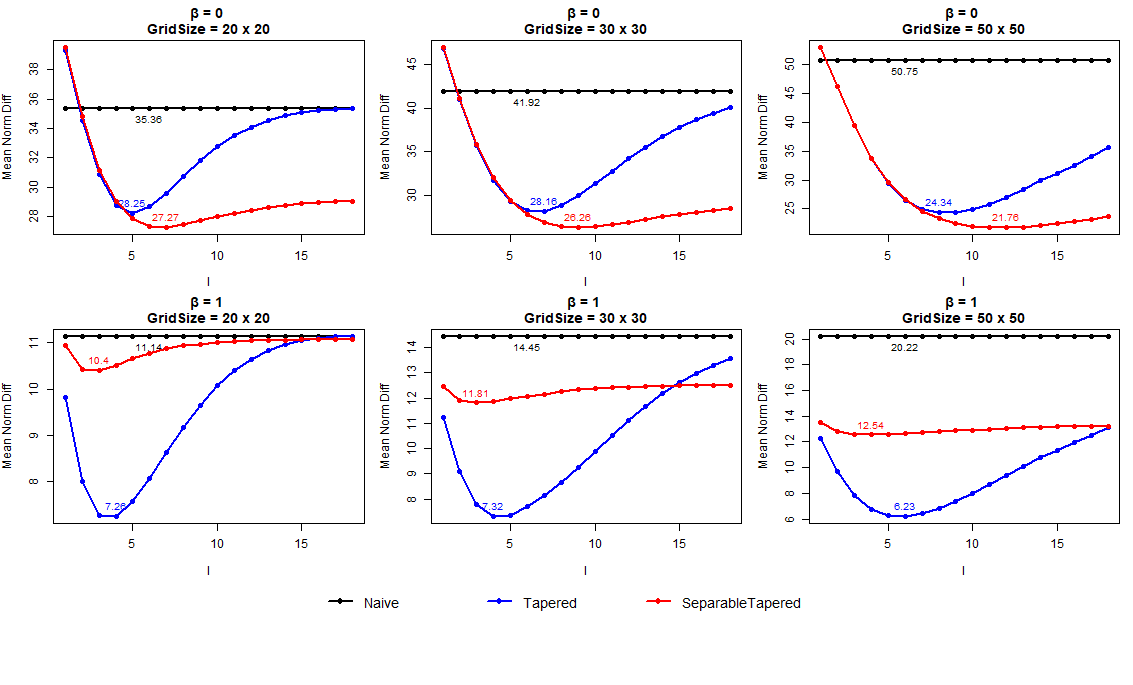 β = 0
GridSize = 20 x 20
Mean Norm Diff
28 30 32 34 36 38
35.36
28.25
27.27
5 10 15
l
β = 0
GridSize = 30 x 30
Mean Norm Diff
30 35 40 45
41.92
28.16
26.26
5 10 15
l
β = 0
GridSize = 50 x 50
Mean Norm Diff
25 30 35 40 45 50
50.75
24.34
21.76
5 10 15
l
β = 1
GridSize = 20 x 20
Mean Norm Diff
8 9 10 11
11.14
10.4
7.26
5 10 15
l
β = 1
GridSize = 30 x 30
Mean Norm Diff
8 9 10 11 12 13 14
14.45
11.81
7.32
5 10 15
l
β = 1
GridSize = 50 x 50
Mean Norm Diff
6 8 10 12 14 16 18 20
20.22
12.54
6.23
5 10 15
l
Naive Tapered SeparableTapered